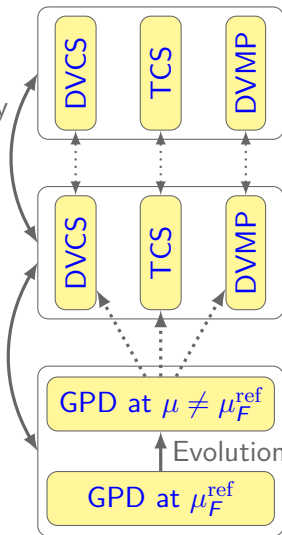 DVCS TCS DVMP
y
DVCS TCS DVMP
GPD at μ ≠ μ_F^ref
Evolution
GPD at μ_F^ref